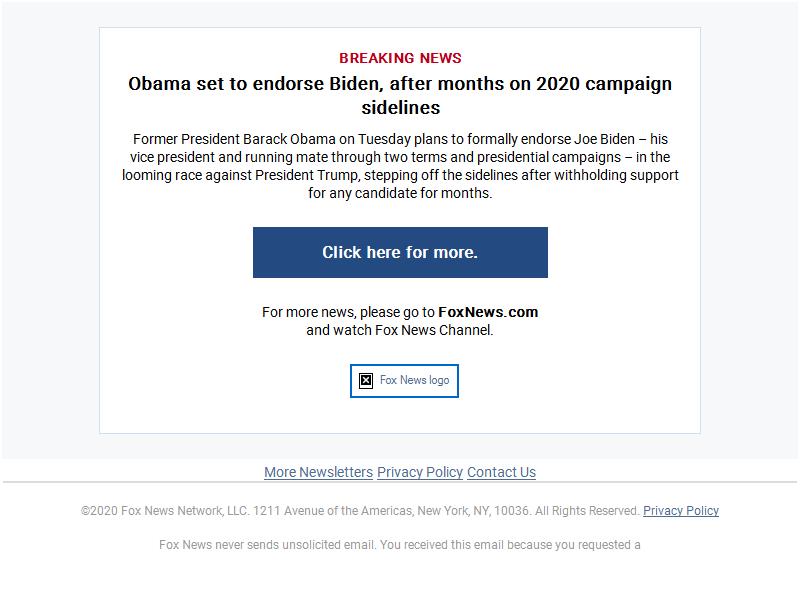 BREAKING NEWS
Obama set to endorse Biden, after months on 2020 campaign
sidelines
Former President Barack Obama on Tuesday plans to formally endorse Joe Biden – his
vice president and running mate through two terms and presidential campaigns – in the
looming race against President Trump, stepping off the sidelines after withholding support
for any candidate for months.
Click here for more.
For more news, please go to FoxNews.com
and watch Fox News Channel.
Fox News logo
More Newsletters Privacy Policy Contact Us
©2020 Fox News Network, LLC. 1211 Avenue of the Americas, New York, NY, 10036. All Rights Reserved. Privacy Policy
Fox News never sends unsolicited email. You received this email because you requested a